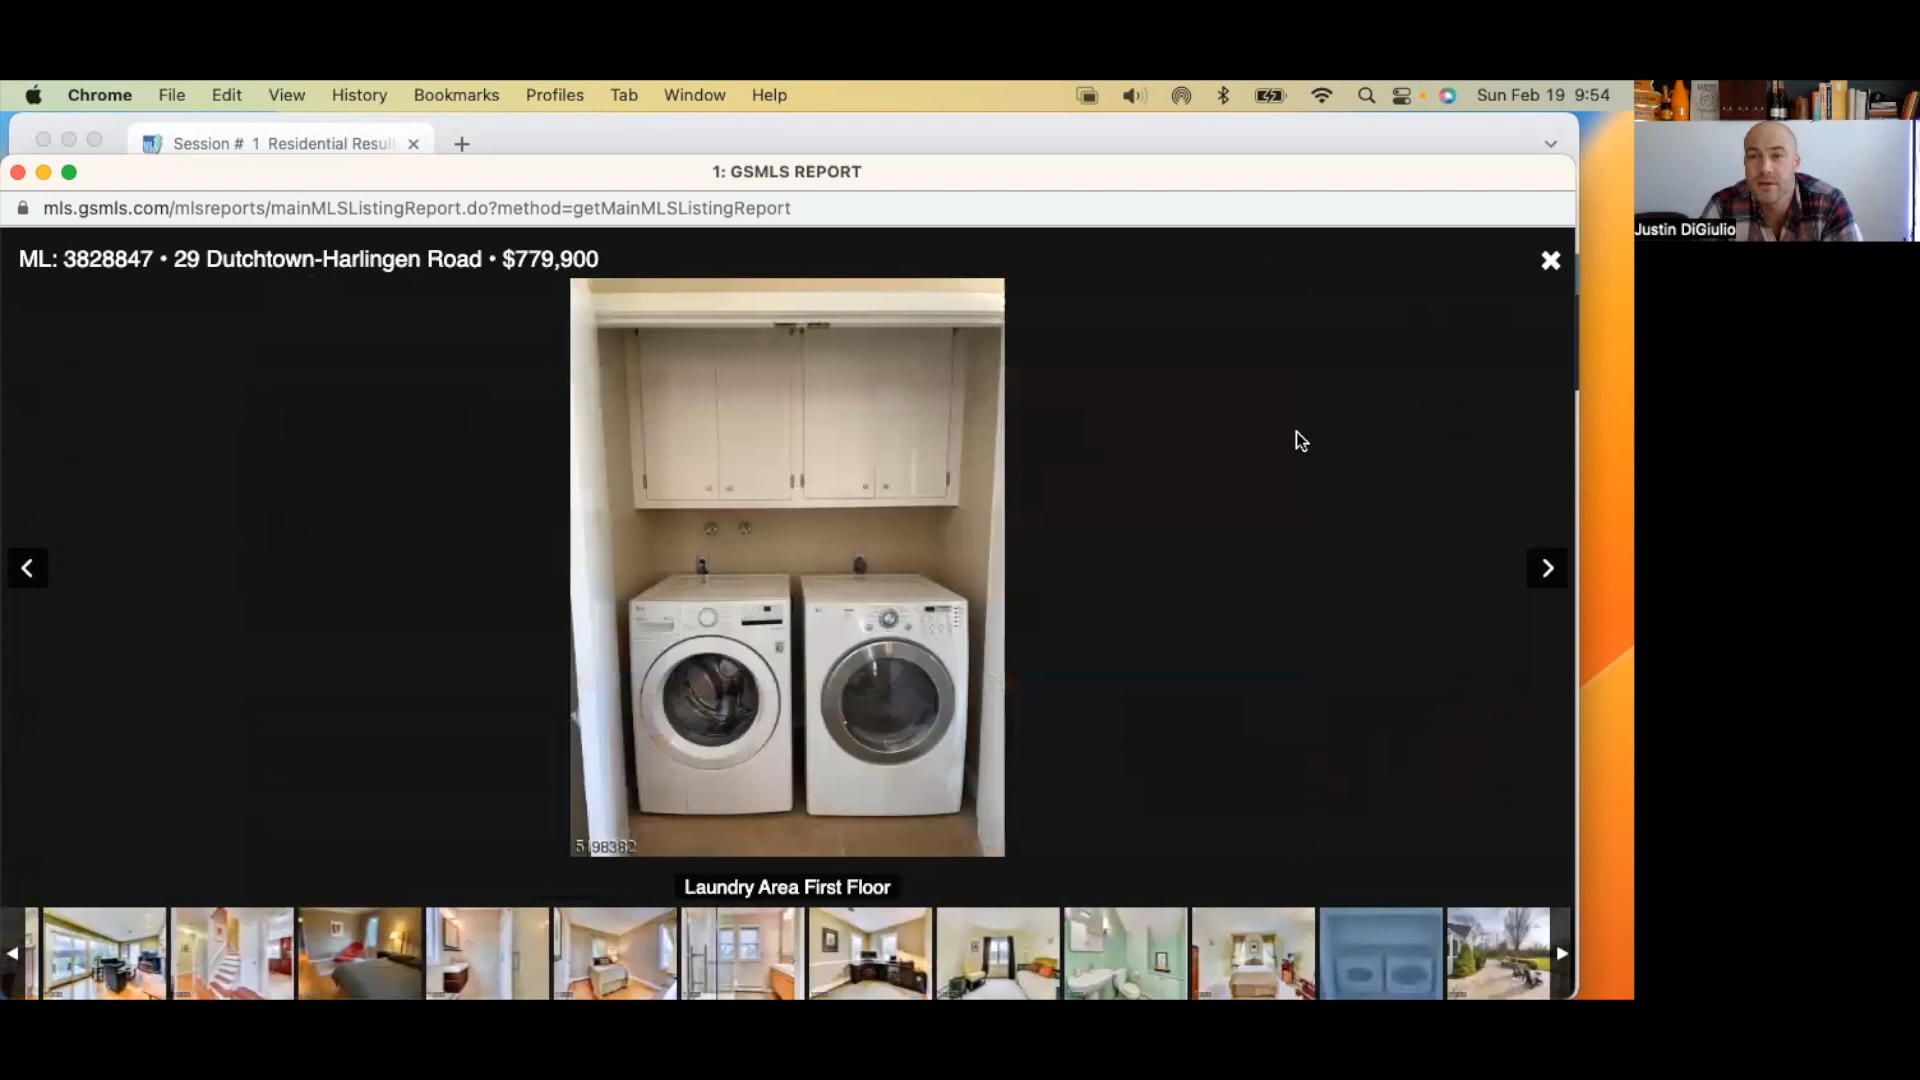 Chrome File Edit View History Bookmarks Profiles Tab Window Help Sun Feb 19 9:54
Session # 1 Residential Resul
1: GSMLS REPORT
mls.gsmls.com/mlsreports/mainMLSListingReport.do?method=getMainMLSListingReport
Justin DiGiulio
ML: 3828847 • 29 Dutchtown-Harlingen Road • $779,900
5198382
Laundry Area First Floor